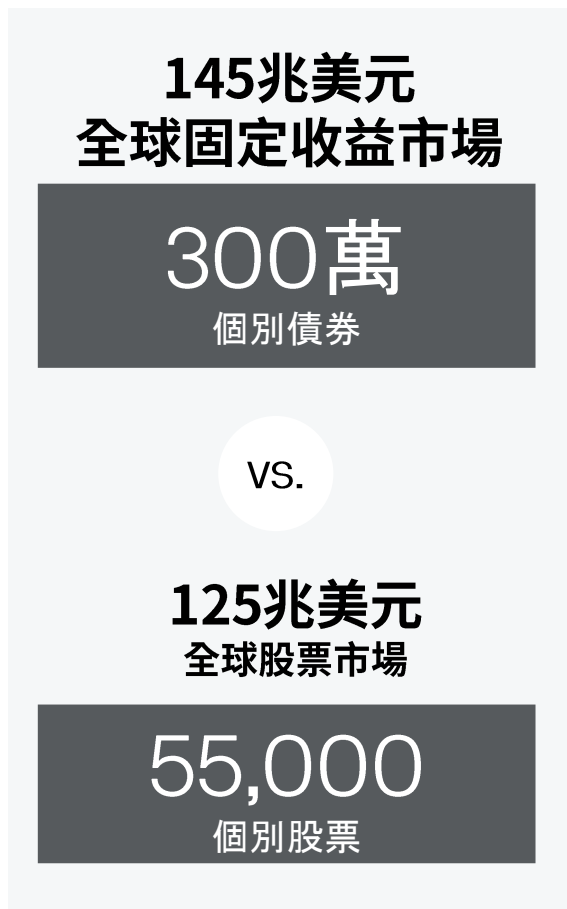 145兆美元
全球固定收益市場
300萬
個別債券
vs.
125兆美元
全球股票市場
55,000
個別股票